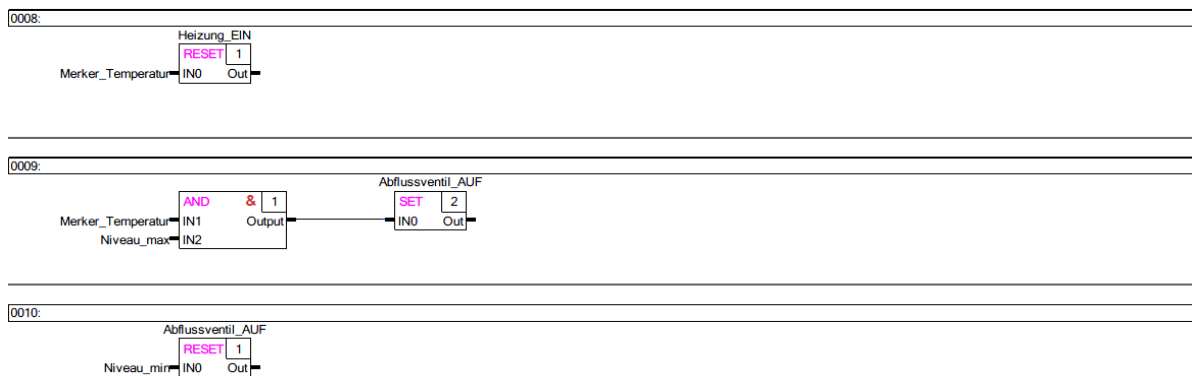 0008:
Heizung_EIN
RESET 1
Merker_Temperatur IN0 Out
0009:
Abflussventil_AUF
AND & 1 SET 2
Merker_Temperatur IN1 Output IN0 Out
Niveau_max IN2
0010:
Abflussventil_AUF
RESET 1
Niveau_min IN0 Out